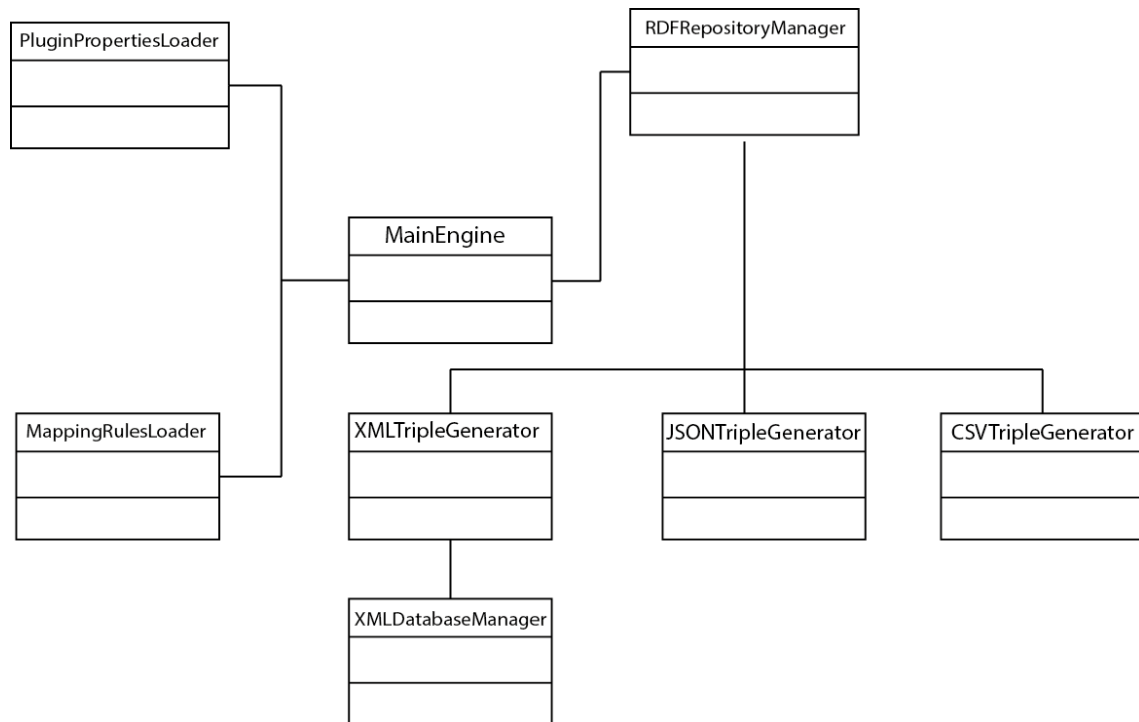 PluginPropertiesLoader
RDFRepositoryManager
MainEngine
MappingRulesLoader
XMLTripleGenerator
JSONTripleGenerator
CSVTripleGenerator
XMLDatabaseManager